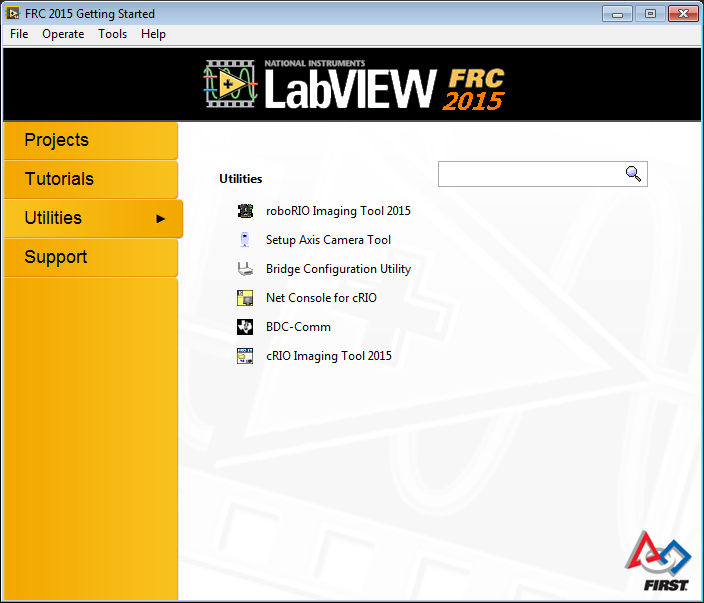 FRC 2015 Getting Started
File Operate Tools Help
NATIONAL INSTRUMENTS
LabVIEW FRC 2015
Projects
Tutorials
Utilities
Support
Utilities
roboRIO Imaging Tool 2015
Setup Axis Camera Tool
Bridge Configuration Utility
Net Console for cRIO
BDC-Comm
cRIO Imaging Tool 2015
FIRST